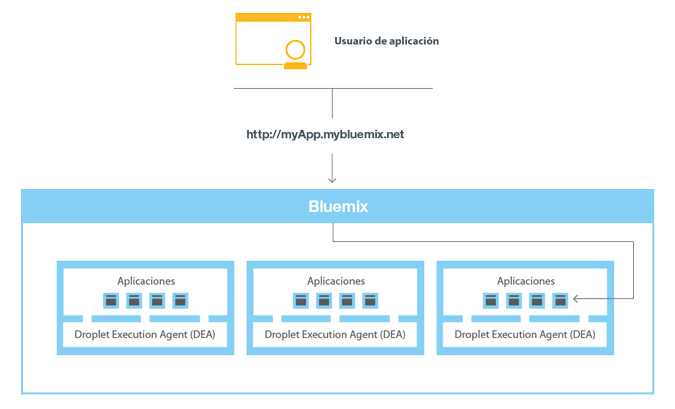 Usuario de aplicación
http://myApp.mybluemix.net
Bluemix
Aplicaciones
Droplet Execution Agent (DEA)
Aplicaciones
Droplet Execution Agent (DEA)
Aplicaciones
Droplet Execution Agent (DEA)